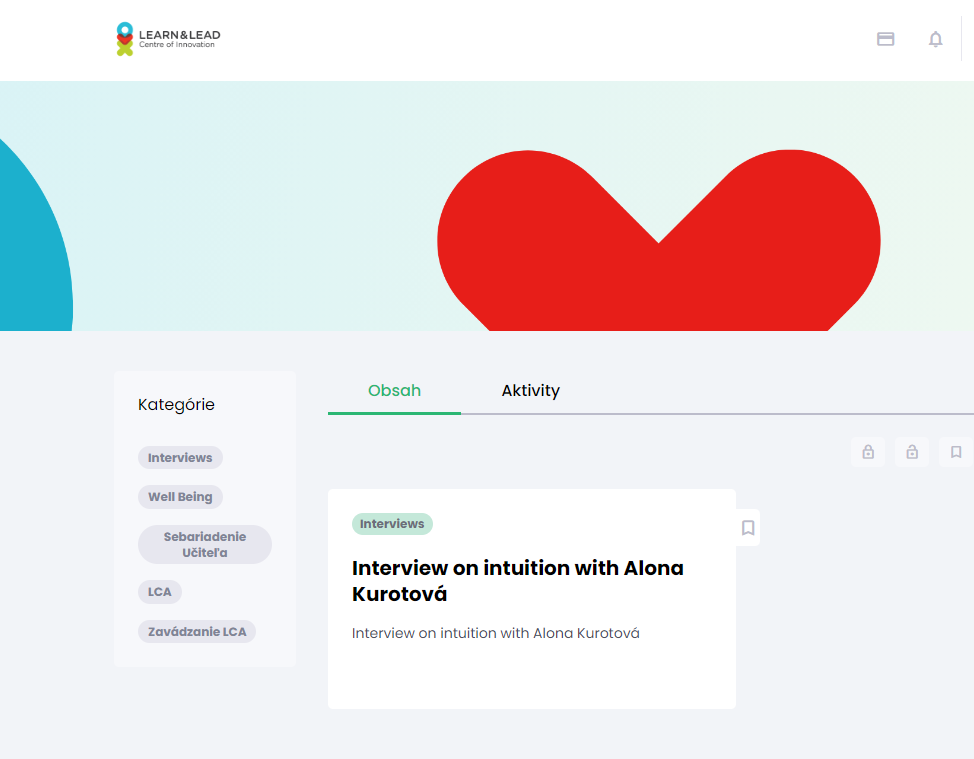 LEARN&LEAD
Centre of Innovation
Kategórie
Interviews
Well Being
Sebariadenie
Učiteľa
LCA
Zavádzanie LCA
Obsah
Aktivity
Interviews
Interview on intuition with Alona
Kurotová
Interview on intuition with Alona Kurotová